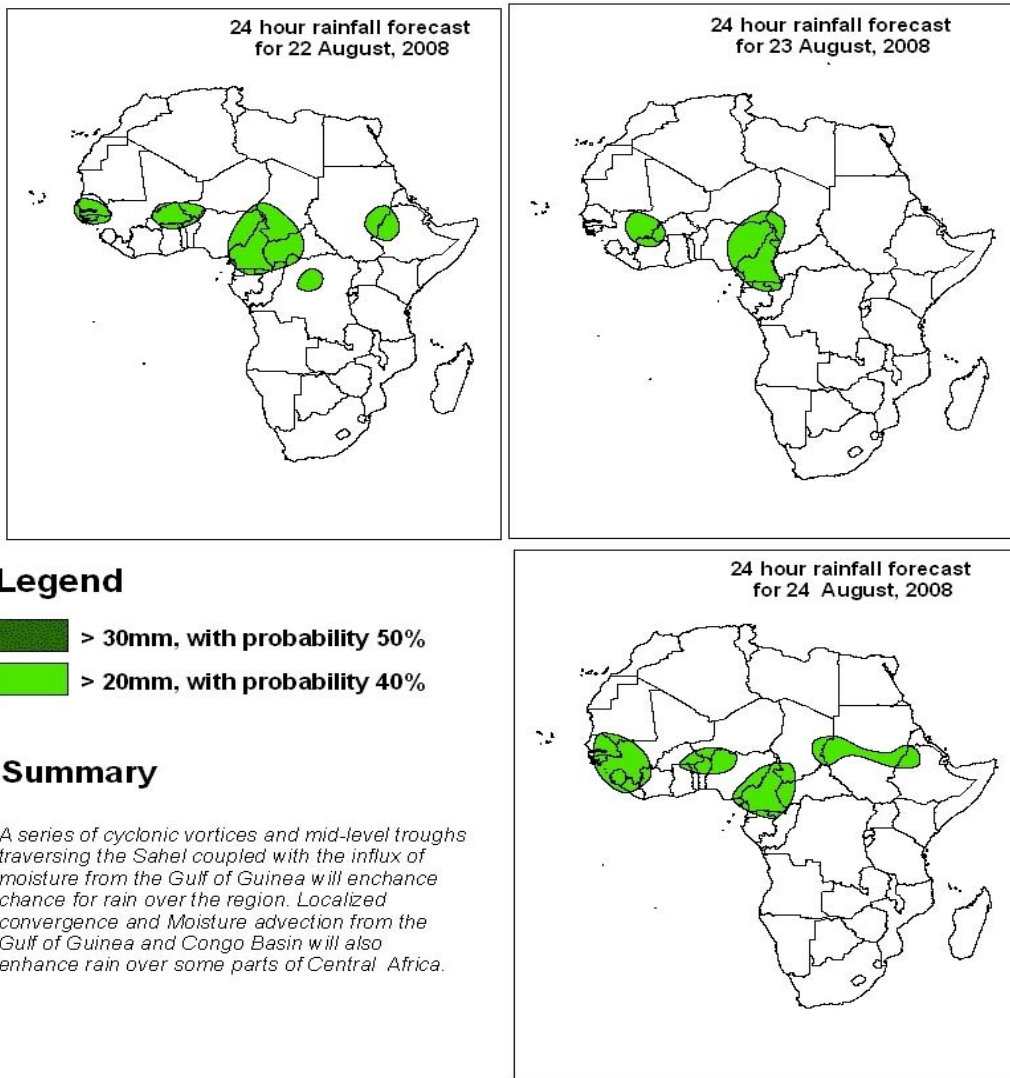 24 hour rainfall forecast
for 22 August, 2008
24 hour rainfall forecast
for 23 August, 2008
Legend
> 30mm, with probability 50%
> 20mm, with probability 40%
Summary
A series of cyclonic vortices and mid-level troughs
traversing the Sahel coupled with the influx of
moisture from the Gulf of Guinea will enchance
chance for rain over the region. Localized
convergence and Moisture advection from the
Gulf of Guinea and Congo Basin will also
enhance rain over some parts of Central Africa.
24 hour rainfall forecast
for 24 August, 2008